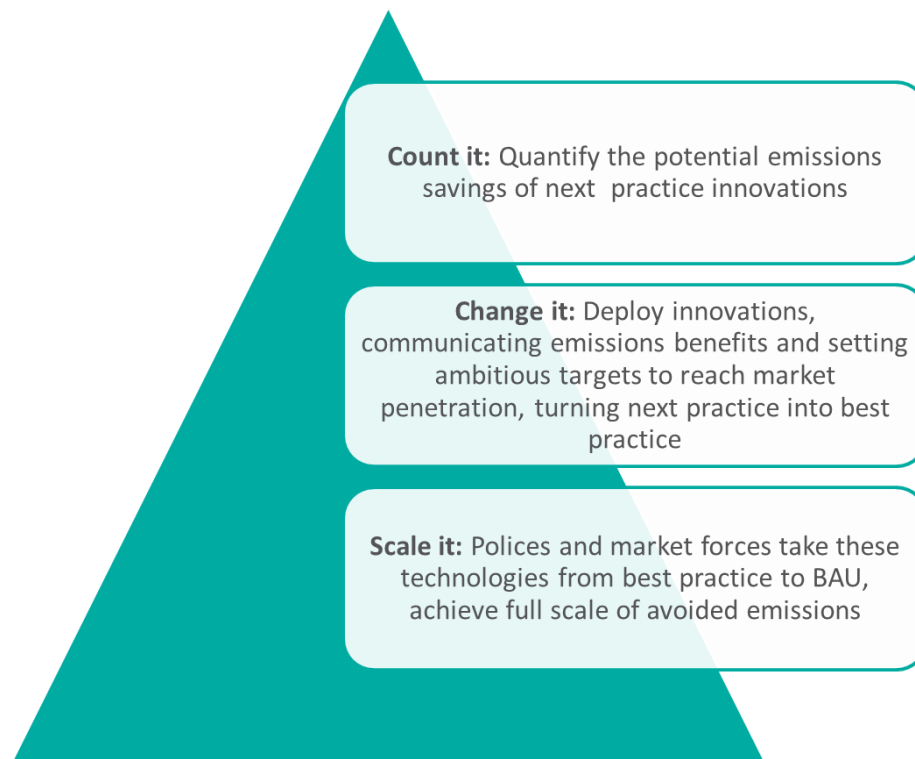 Count it: Quantify the potential emissions
savings of next  practice innovations
Change it: Deploy innovations,
communicating emissions benefits and setting
ambitious targets to reach market
penetration, turning next practice into best
practice
Scale it: Polices and market forces take these
technologies from best practice to BAU,
achieve full scale of avoided emissions